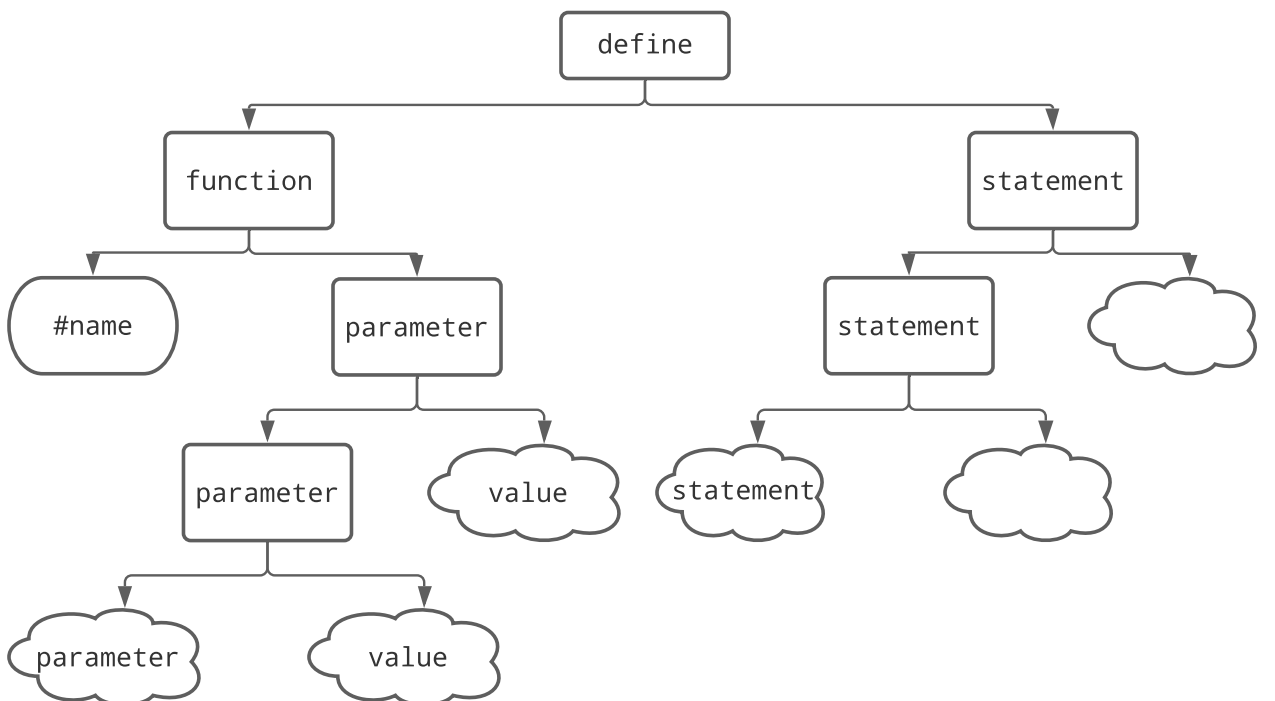 define
function
statement
#name
parameter
statement
parameter
value
statement
parameter
value